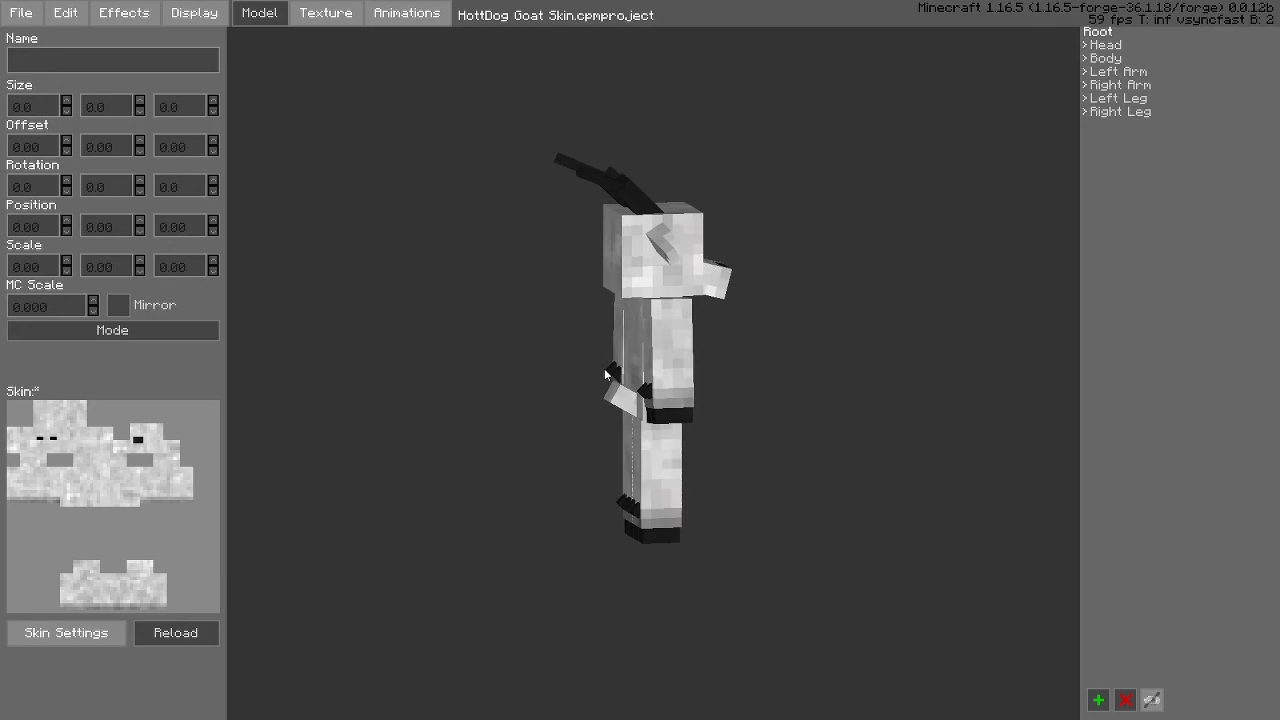 File Edit Effects Display Model Texture Animations HottDog Goat Skin.cpmproject
Minecraft 1.16.5 (1.16.5-forge-36.1.18/forge) 0.0.12b
59 fps T: inf vsyncfast B: 2
Name
Size
0.0 0.0 0.0
Offset
0.00 0.00 0.00
Rotation
0.0 0.0 0.0
Position
0.00 0.00 0.00
Scale
0.00 0.00 0.00
MC Scale
0.000 Mirror
Mode
Skin:*
Skin Settings Reload
Root
>Head
>Body
>Left Arm
>Right Arm
>Left Leg
>Right Leg